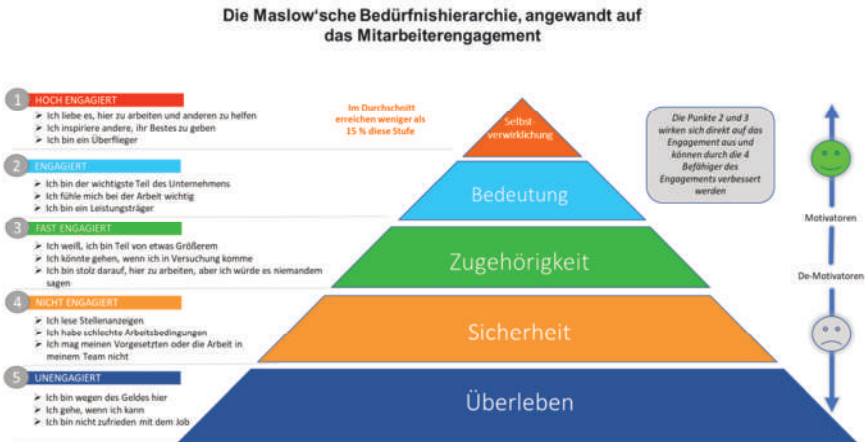 Die Maslow‘sche Bedürfnishierarchie, angewandt auf
das Mitarbeiterengagement
1 HOCH ENGAGIERT
➤ Ich liebe es, hier zu arbeiten und anderen zu helfen
➤ Ich inspiriere andere, ihr Bestes zu geben
➤ Ich bin ein Überflieger
Im Durchschnitt
erreichen weniger als
15 % diese Stufe
Selbst-
verwirklichung
Die Punkte 2 und 3
wirken sich direkt auf das
Engagement aus und
können durch die 4
Befähiger des
Engagements verbessert
werden
2 ENGAGIERT
➤ Ich bin der wichtigste Teil des Unternehmens
➤ Ich fühle mich bei der Arbeit wichtig
➤ Ich bin ein Leistungsträger
Bedeutung
Motivatoren
3 FAST ENGAGIERT
➤ Ich weiß, ich bin Teil von etwas Größerem
➤ Ich könnte gehen, wenn ich in Versuchung komme
➤ Ich bin stolz darauf, hier zu arbeiten, aber ich würde es niemandem
sagen
Zugehörigkeit
De-Motivatoren
4 NICHT ENGAGIERT
➤ Ich lese Stellenanzeigen
➤ Ich habe schlechte Arbeitsbedingungen
➤ Ich mag meinen Vorgesetzten oder die Arbeit in
meinem Team nicht
Sicherheit
5 UNENGAGIERT
➤ Ich bin wegen des Geldes hier
➤ Ich gehe, wenn ich kann
➤ Ich bin nicht zufrieden mit dem Job
Überleben